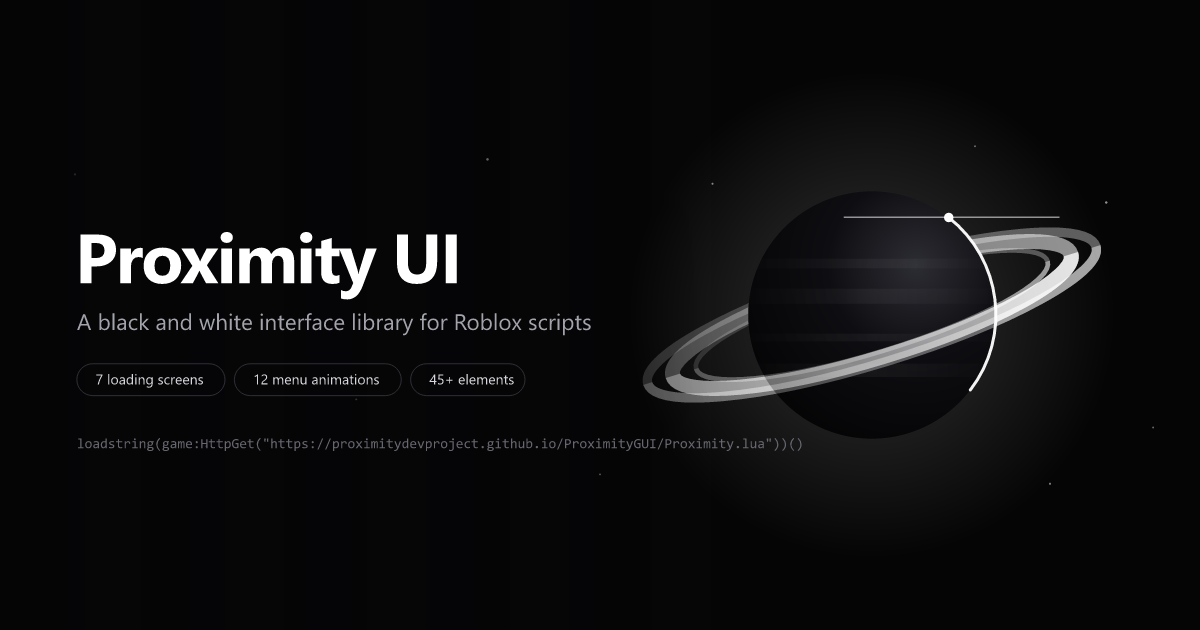 Proximity UI
A black and white interface library for Roblox scripts
7 loading screens
12 menu animations
45+ elements
loadstring(game:HttpGet("https://proximitydevproject.github.io/ProximityGUI/Proximity.lua"))()